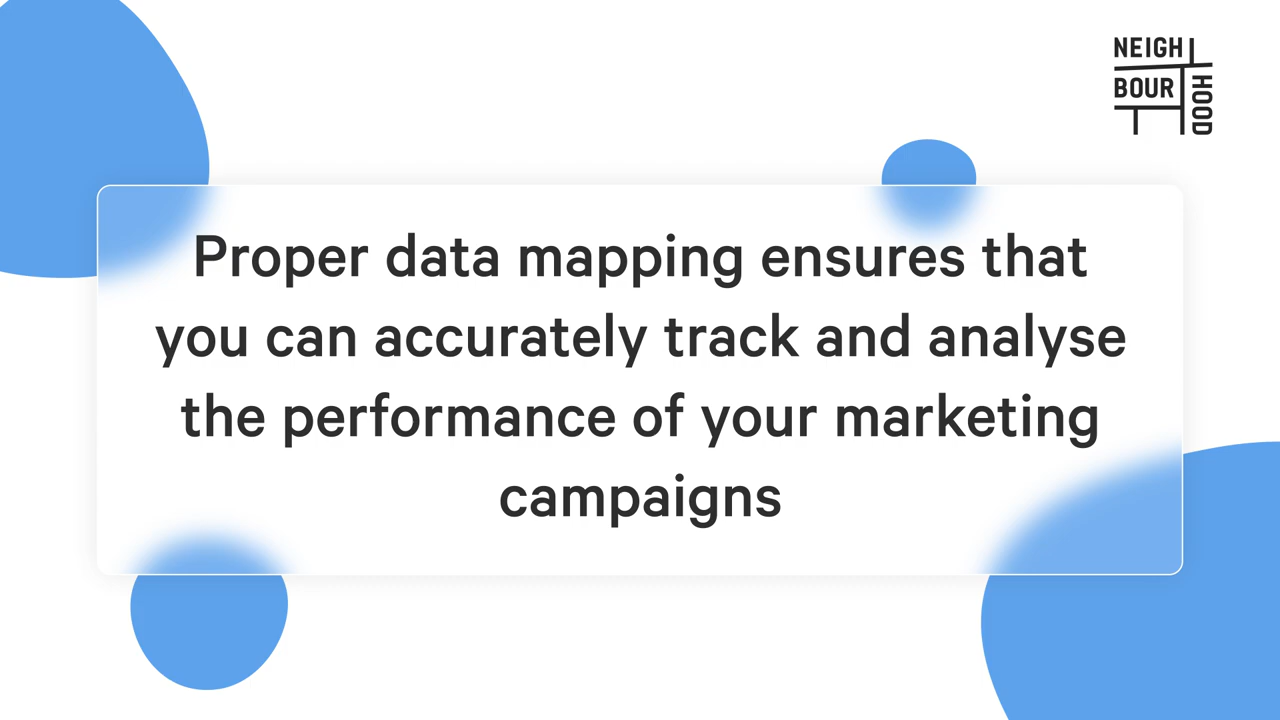 NEIGH
BOUR
HOOD
Proper data mapping ensures that
you can accurately track and analyse
the performance of your marketing
campaigns